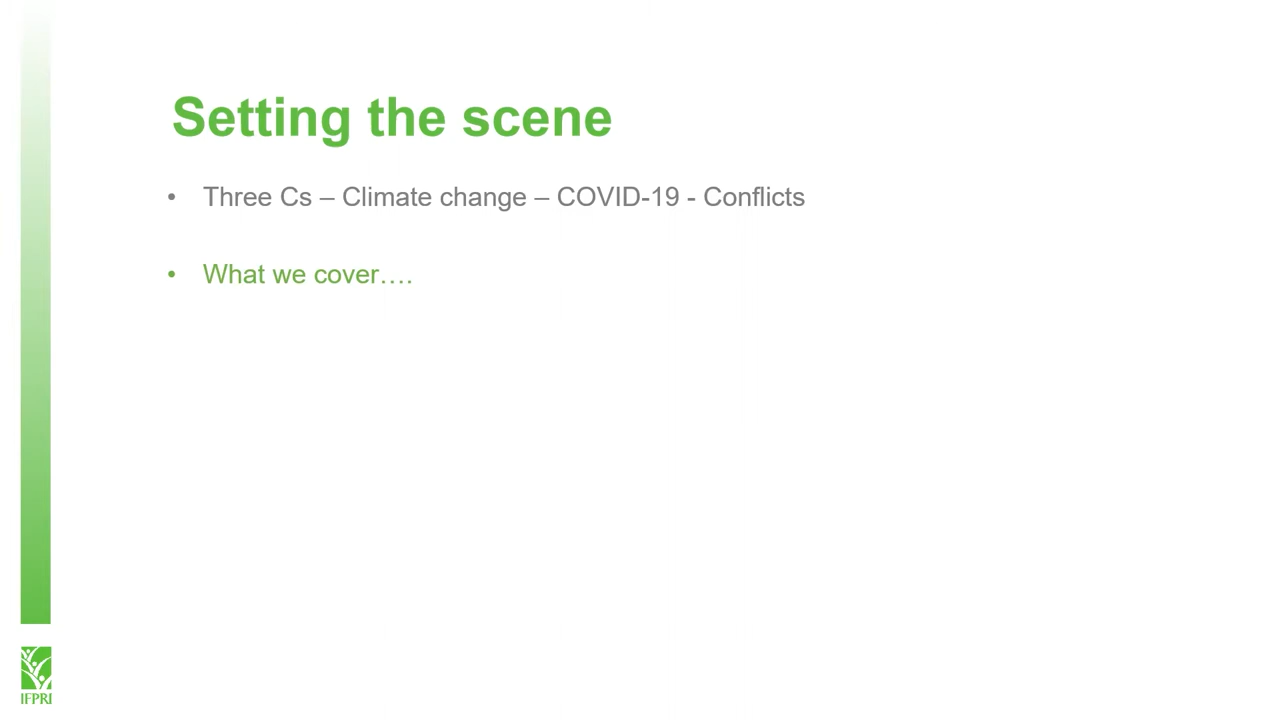 Setting the scene
• Three Cs – Climate change – COVID-19 - Conflicts
• What we cover….
IFPRI